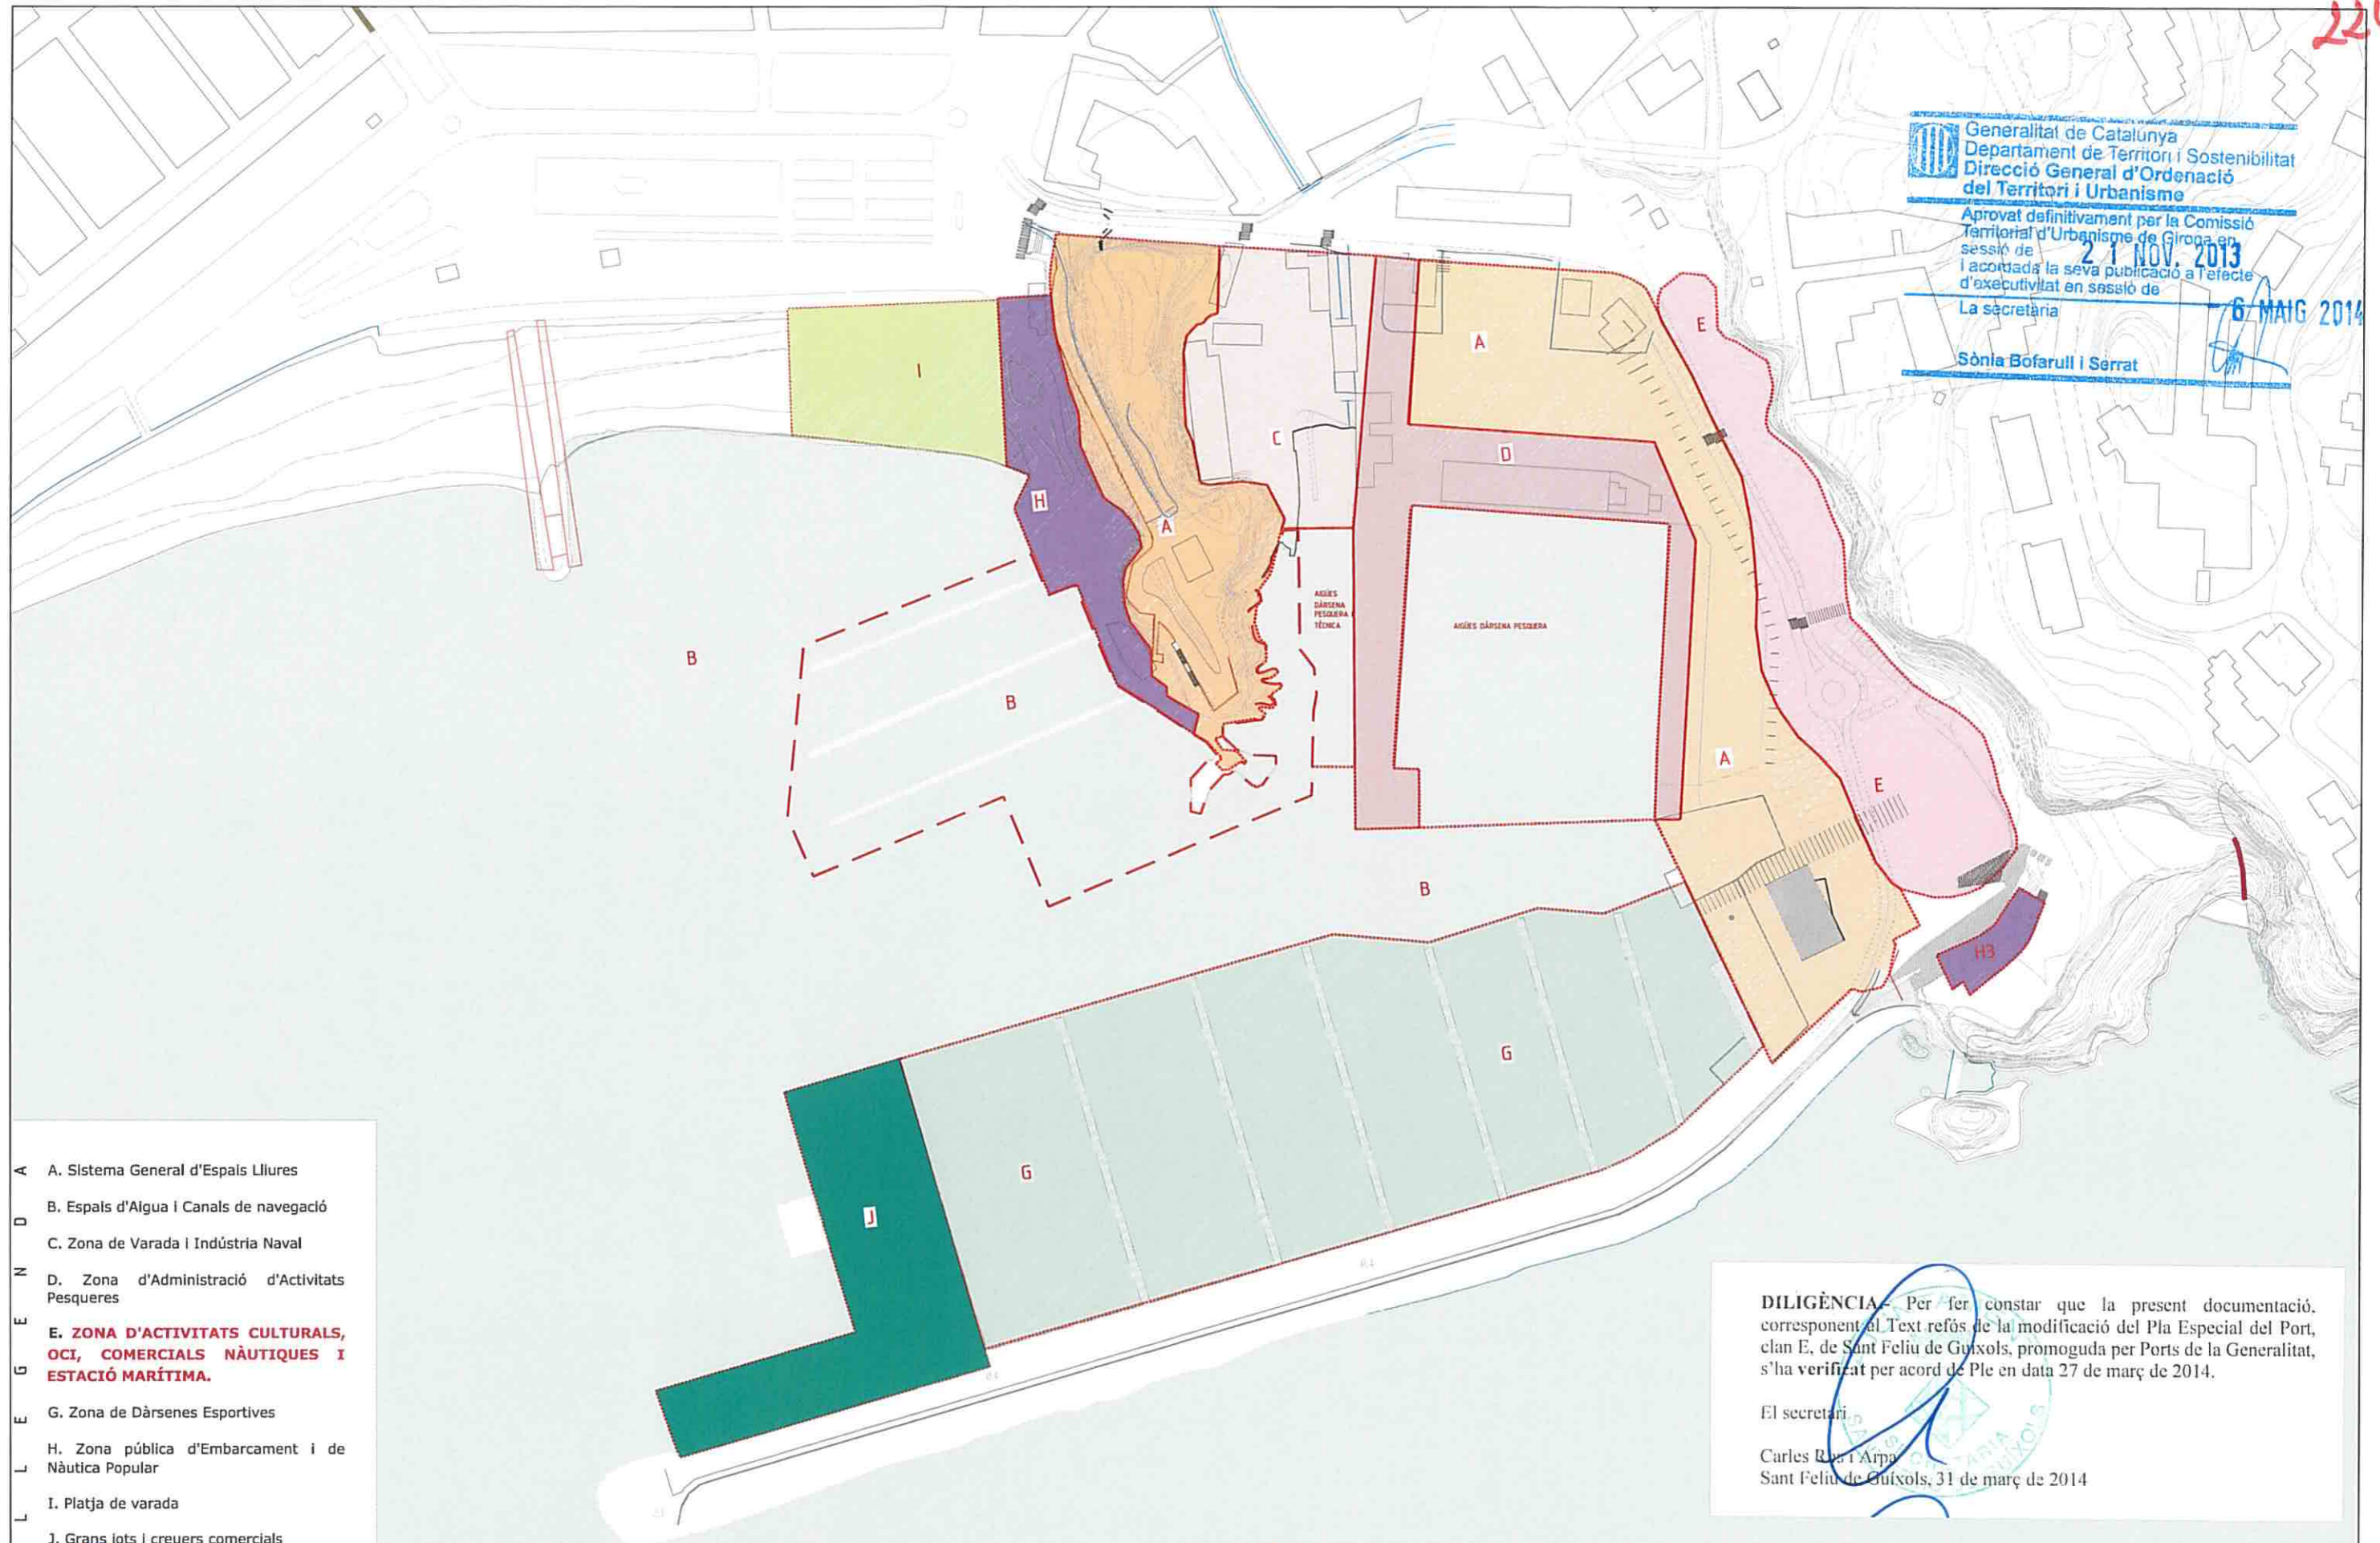 22
Generalitat de Catalunya
Departament de Territori i Sostenibilitat
Direcció General d'Ordenació
del Territori i Urbanisme
Aprovat definitivament per la Comissió
Territorial d'Urbanisme de Girona en
sessió de 21 NOV. 2013
i acordada la seva publicació a l'efecte
d'executivitat en sessió de
La secretària 6 MAIG 2014
Sònia Bofarull i Serrat
E
A
I
C
D
H
A
AIGÜES
DÀRSENA
PESQUERA I
TÈCNICA
AIGÜES DÀRSENA PESQUERA
B
B
A
E
B
H3
G
G
J
LLEGENDA
A. Sistema General d'Espais Lliures
B. Espais d'Aigua i Canals de navegació
C. Zona de Varada i Indústria Naval
D. Zona d'Administració d'Activitats
Pesqueres
E. ZONA D'ACTIVITATS CULTURALS,
OCI, COMERCIALS NÀUTIQUES I
ESTACIÓ MARÍTIMA.
G. Zona de Dàrsenes Esportives
H. Zona pública d'Embarcament i de
Nàutica Popular
I. Platja de varada
J. Grans iots i creuers comercials
DILIGÈNCIA.- Per fer constar que la present documentació.
corresponent al Text refós de la modificació del Pla Especial del Port,
clan E, de Sant Feliu de Guíxols, promoguda per Ports de la Generalitat,
s'ha verificat per acord de Ple en data 27 de març de 2014.
El secretari
Carles i Arpa
Sant Feliu de Guíxols, 31 de març de 2014